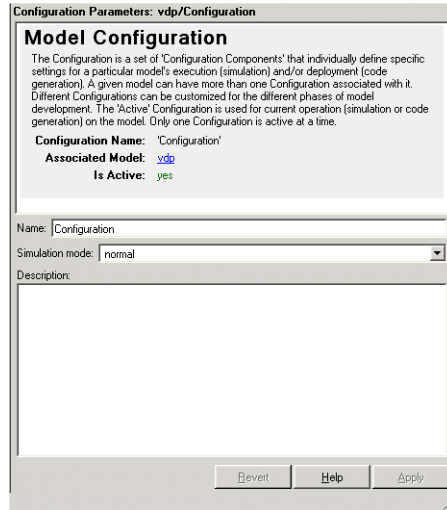 Configuration Parameters: vdp/Configuration
Model Configuration
The Configuration is a set of 'Configuration Components' that individually define specific
settings for a particular model's execution (simulation) and/or deployment (code
generation). A given model can have more than one Configuration associated with it.
Different Configurations can be customized for the different phases of model
development. The 'Active' Configuration is used for current operation (simulation or code
generation) on the model. Only one Configuration is active at a time.
Configuration Name: 'Configuration'
Associated Model: vdp
Is Active: yes
Name: Configuration
Simulation mode: normal
Description:
Revert Help Apply